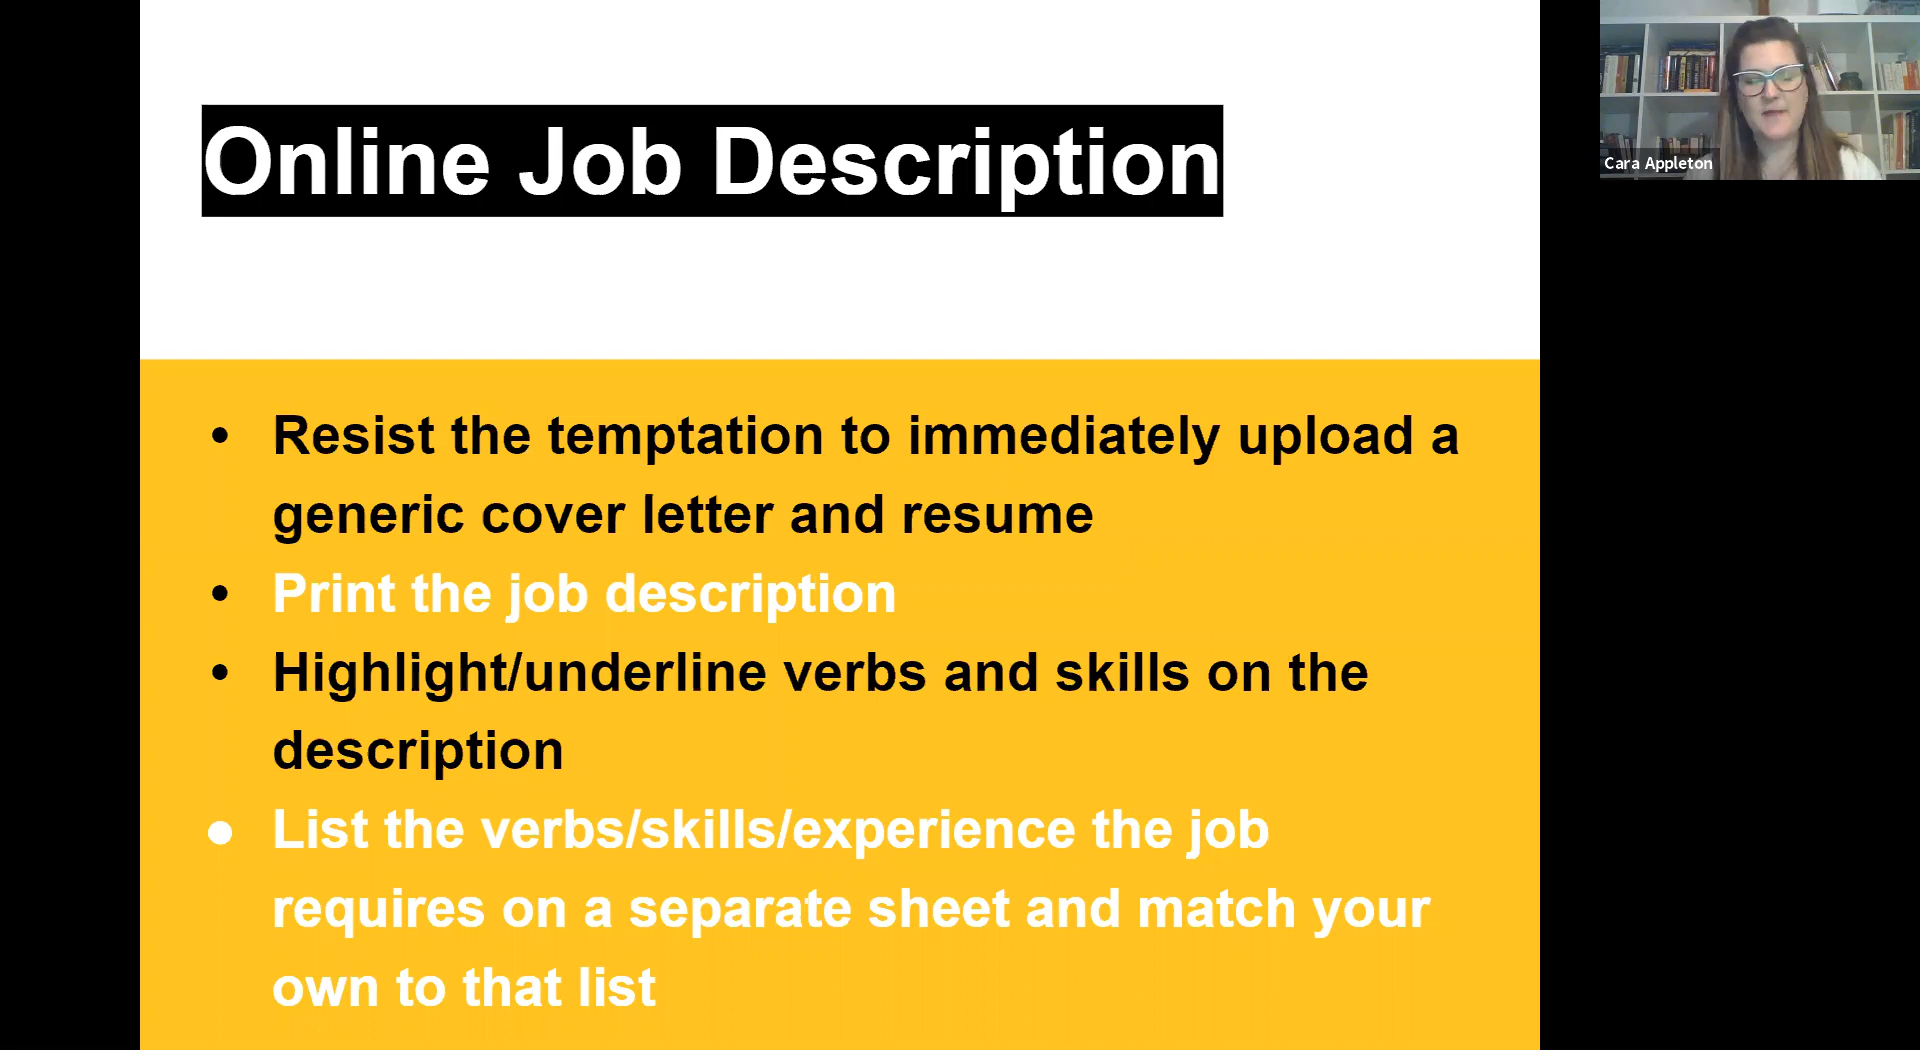 Online Job Description
Cara Appleton
• Resist the temptation to immediately upload a
generic cover letter and resume
• Print the job description
• Highlight/underline verbs and skills on the
description
• List the verbs/skills/experience the job
requires on a separate sheet and match your
own to that list